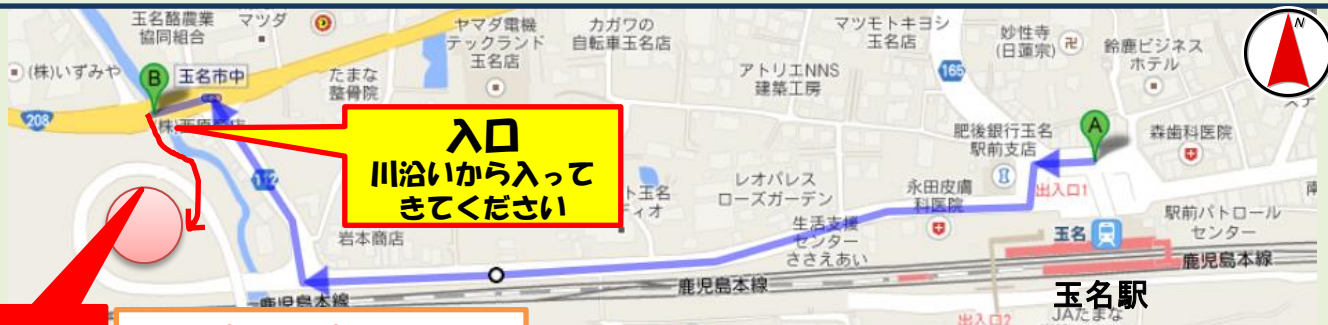 玉名酪農業
協同組合
マツダ
ヤマダ電機
テックランド
玉名店
カガワの
自転車玉名店
マツモトキヨシ
玉名店
妙性寺
(日蓮宗)
鈴鹿ビジネス
ホテル
N
(株)いずみや
B
玉名市中
たまな
整骨院
アトリエNNS
建築工房
165
208
入口
川沿いから入って
きてください
肥後銀行玉名
駅前支店
A
森歯科医院
112
レオパレス
ローズガーデン
永田皮膚
科医院
出入口1
岩本商店
ト玉名
ィオ
生活支援
センター
ささえあい
玉名
駅前パトロール
センター
鹿児島本線
鹿児島本線
鹿児島本線
玉名駅
出入口2
JAたまな